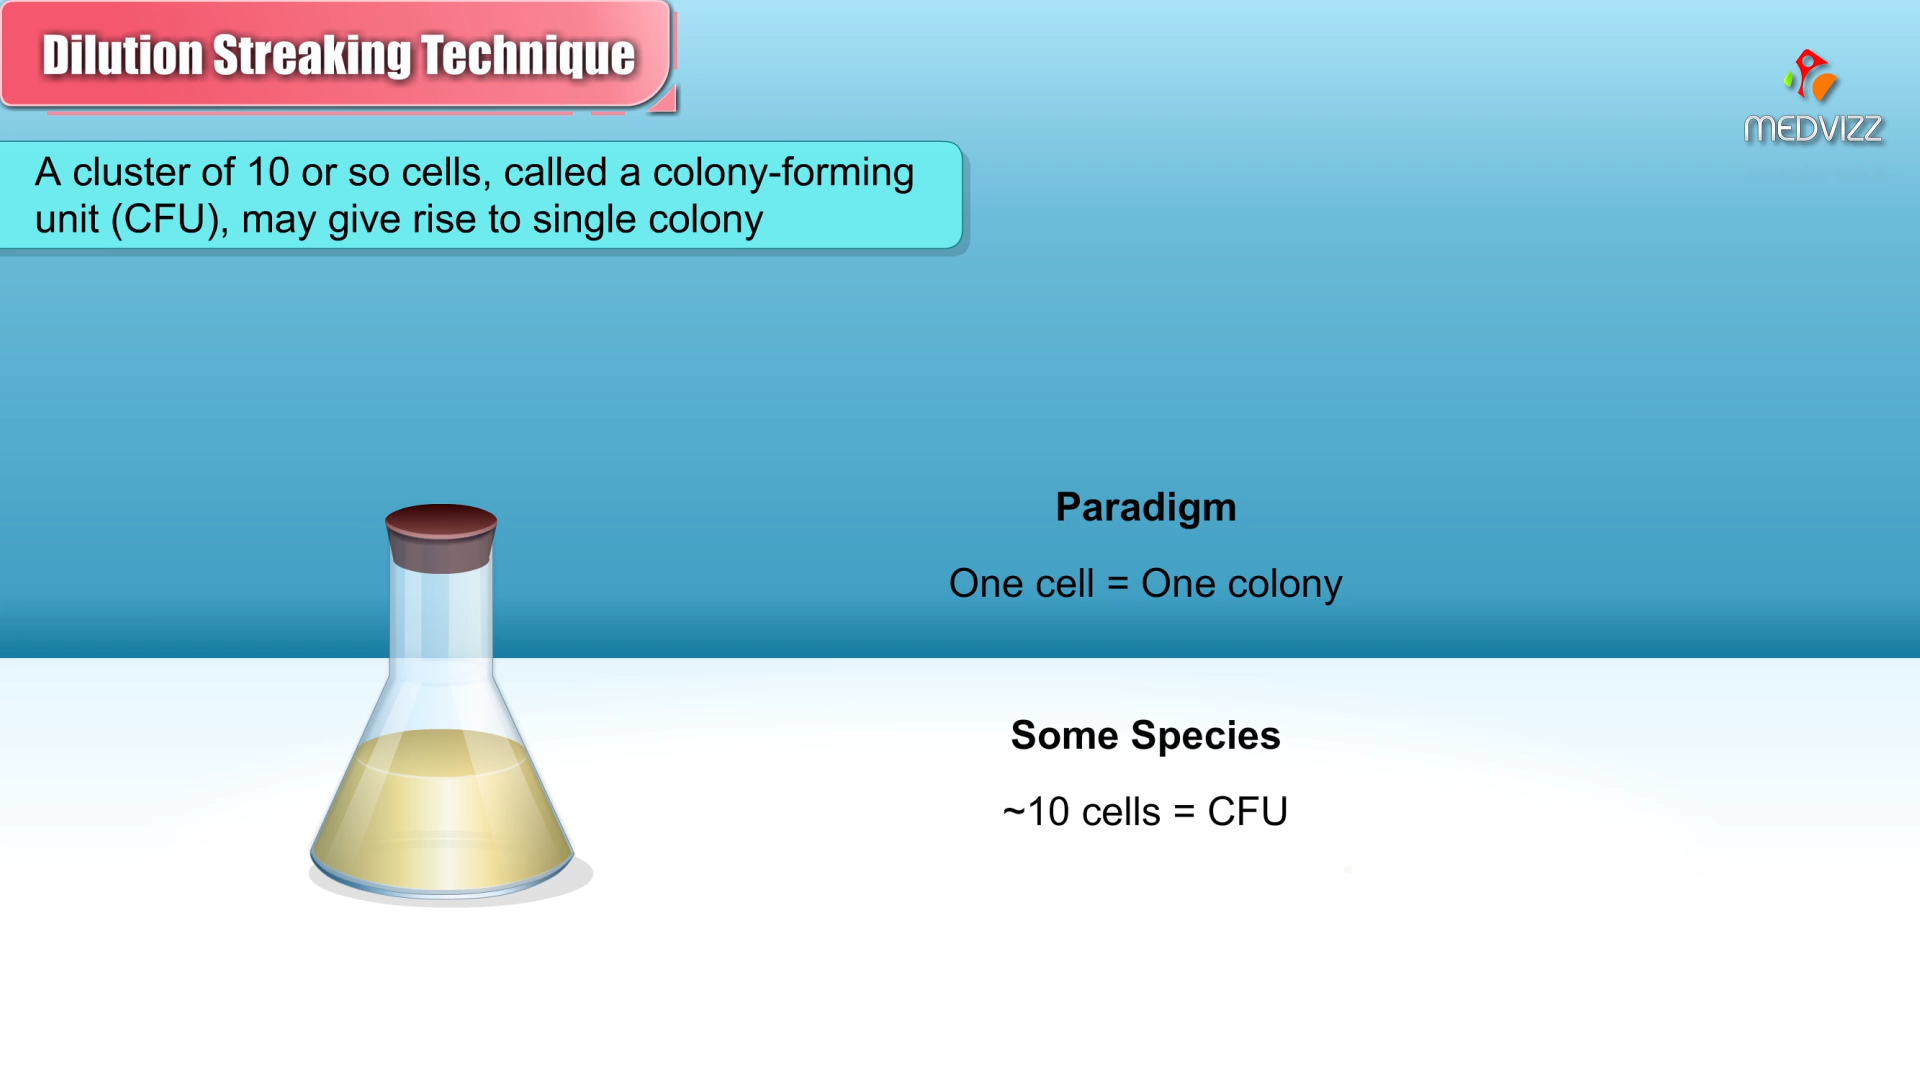 Dilution Streaking Technique
MEDVIZZ
A cluster of 10 or so cells, called a colony-forming
unit (CFU), may give rise to single colony
Paradigm
One cell = One colony
Some Species
~10 cells = CFU